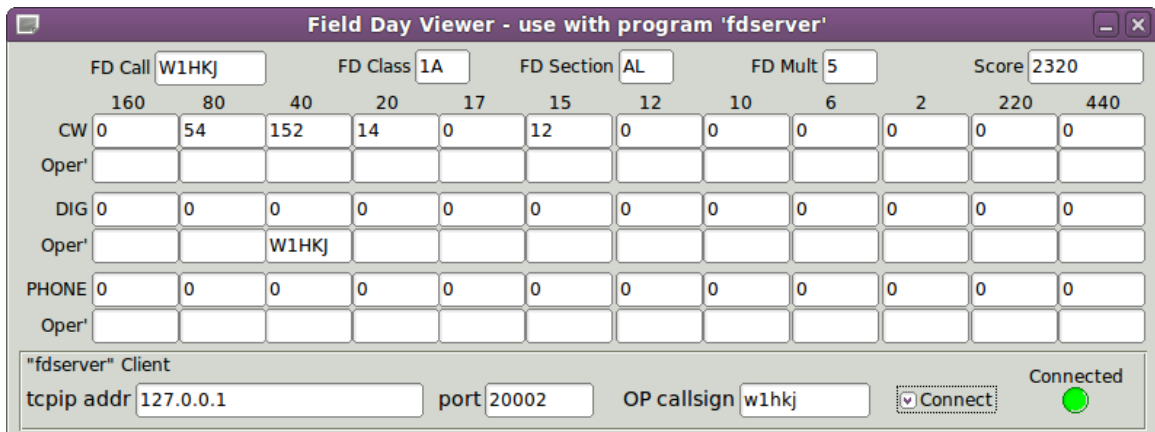 Field Day Viewer - use with program 'fdserver'
FD Call W1HKJ FD Class 1A FD Section AL FD Mult 5 Score 2320
160 80 40 20 17 15 12 10 6 2 220 440
CW 0 54 152 14 0 12 0 0 0 0 0 0
Oper'
DIG 0 0 0 0 0 0 0 0 0 0 0 0
Oper' W1HKJ
PHONE 0 0 0 0 0 0 0 0 0 0 0 0
Oper'
"fdserver" Client
tcpip addr 127.0.0.1 port 20002 OP callsign w1hkj Connect Connected